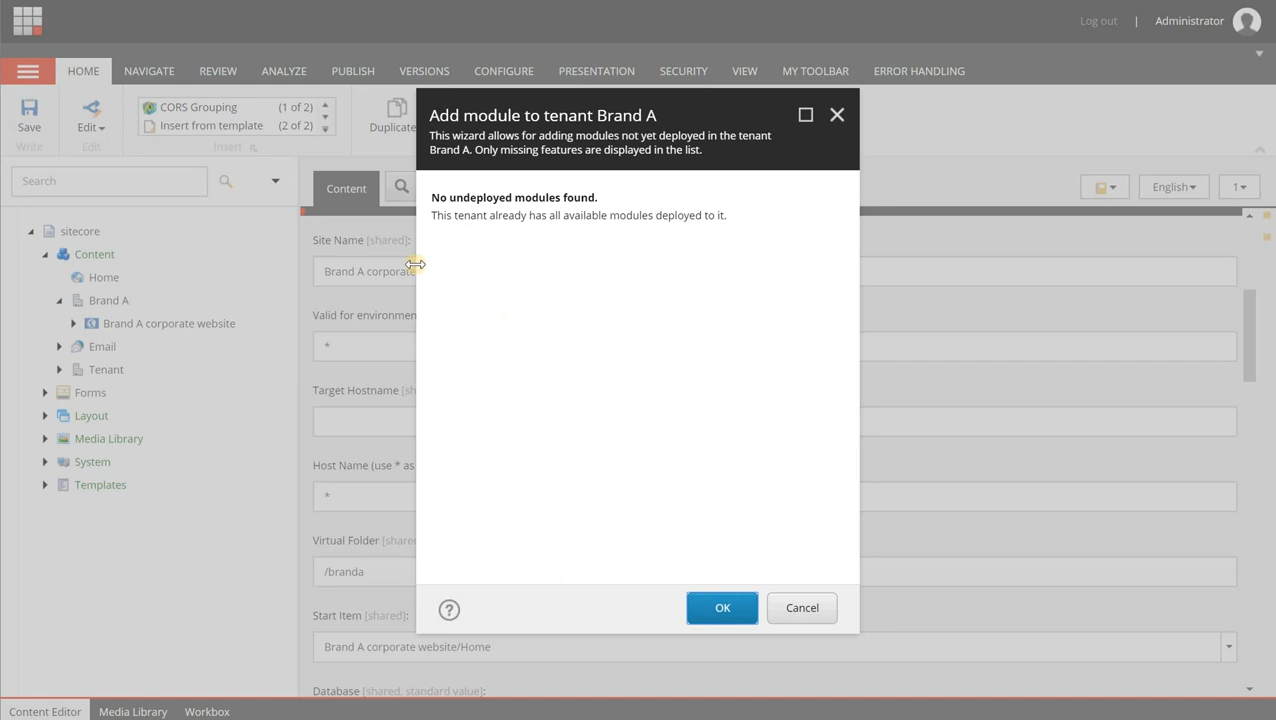 Log out | Administrator
HOME NAVIGATE REVIEW ANALYZE PUBLISH VERSIONS CONFIGURE PRESENTATION SECURITY VIEW MY TOOLBAR ERROR HANDLING
Save
Write
Edit
Edit
CORS Grouping (1 of 2)
Insert from template (2 of 2)
Insert
Duplicate
Search
Content
English
1
sitecore
Content
Home
Brand A
Brand A corporate website
Email
Tenant
Forms
Layout
Media Library
System
Templates
Site Name [shared]:
Brand A corporate
Valid for environmen
*
Target Hostname [sh
Host Name (use * as
*
Virtual Folder [share
/branda
Start Item [shared]:
Brand A corporate website/Home
Database [shared, standard value]:
Add module to tenant Brand A
This wizard allows for adding modules not yet deployed in the tenant
Brand A. Only missing features are displayed in the list.
No undeployed modules found.
This tenant already has all available modules deployed to it.
?
OK
Cancel
Content Editor Media Library Workbox